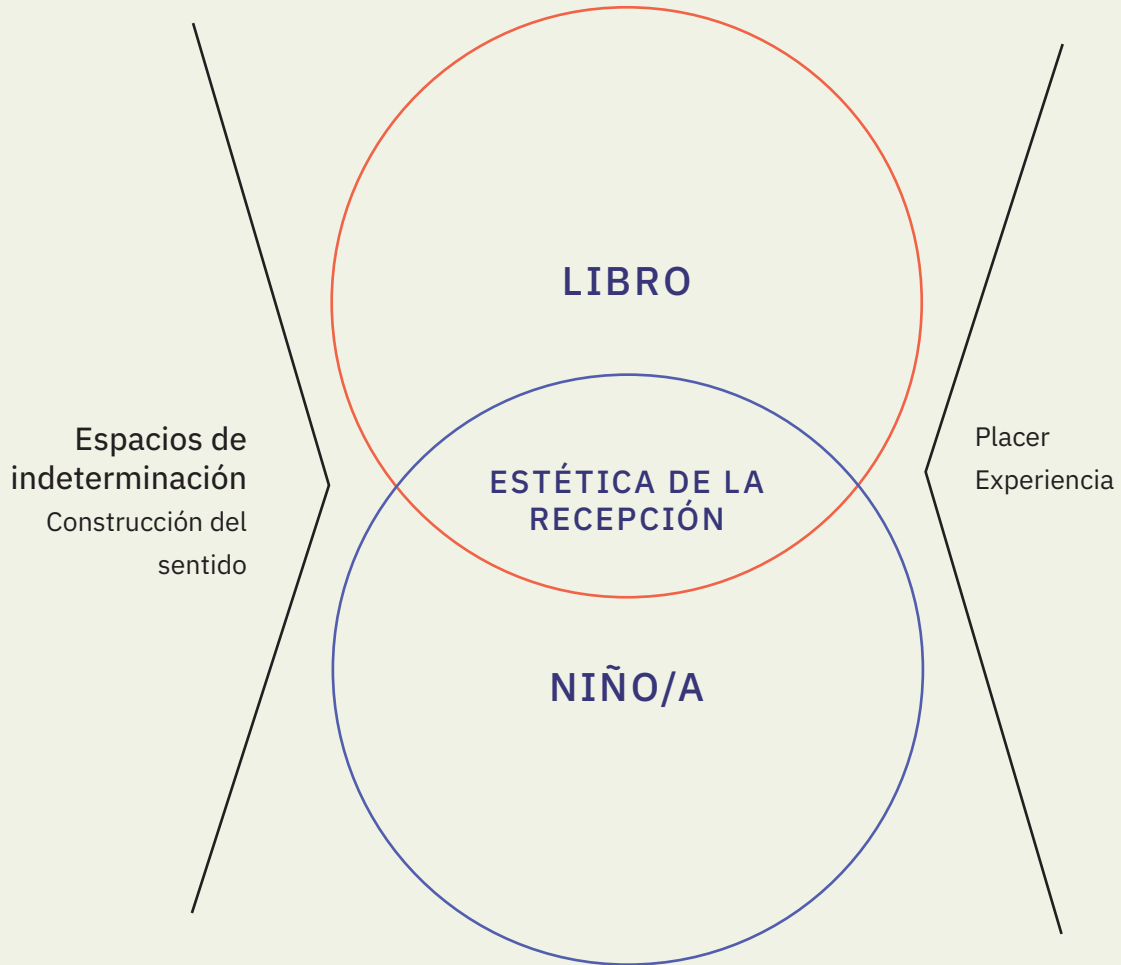 LIBRO
Espacios de
indeterminación
Construcción del
sentido
ESTÉTICA DE LA
RECEPCIÓN
Placer
Experiencia
NIÑO/A